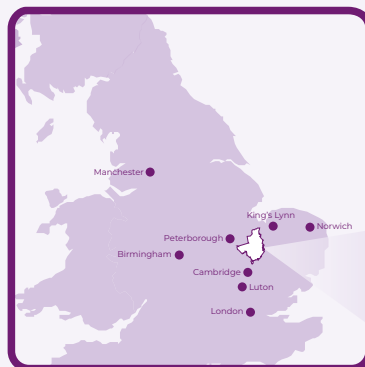 Manchester
King's Lynn
Norwich
Peterborough
Birmingham
Cambridge
Luton
London